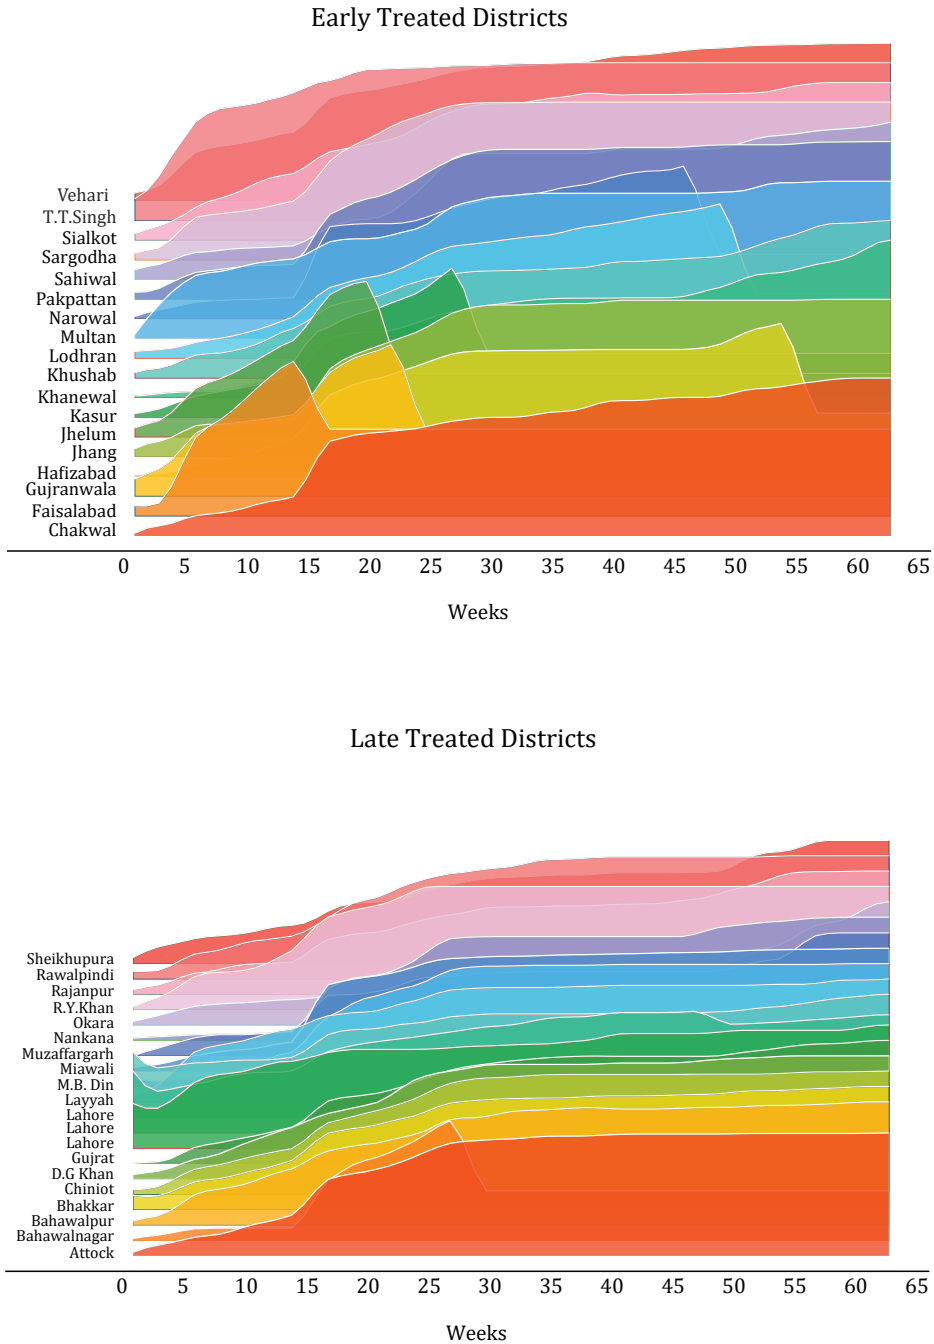 Early Treated Districts
Vehari
T.T.Singh
Sialkot
Sargodha
Sahiwal
Pakpattan
Narowal
Multan
Lodhran
Khushab
Khanewal
Kasur
Jhelum
Jhang
Hafizabad
Gujranwala
Faisalabad
Chakwal
0 5 10 15 20 25 30 35 40 45 50 55 60 65
Weeks
Late Treated Districts
Sheikhupura
Rawalpindi
Rajanpur
R.Y.Khan
Okara
Nankana
Muzaffargarh
Miawali
M.B. Din
Layyah
Lahore
Lahore
Lahore
Gujrat
D.G Khan
Chiniot
Bhakkar
Bahawalpur
Bahawalnagar
Attock
0 5 10 15 20 25 30 35 40 45 50 55 60 65
Weeks